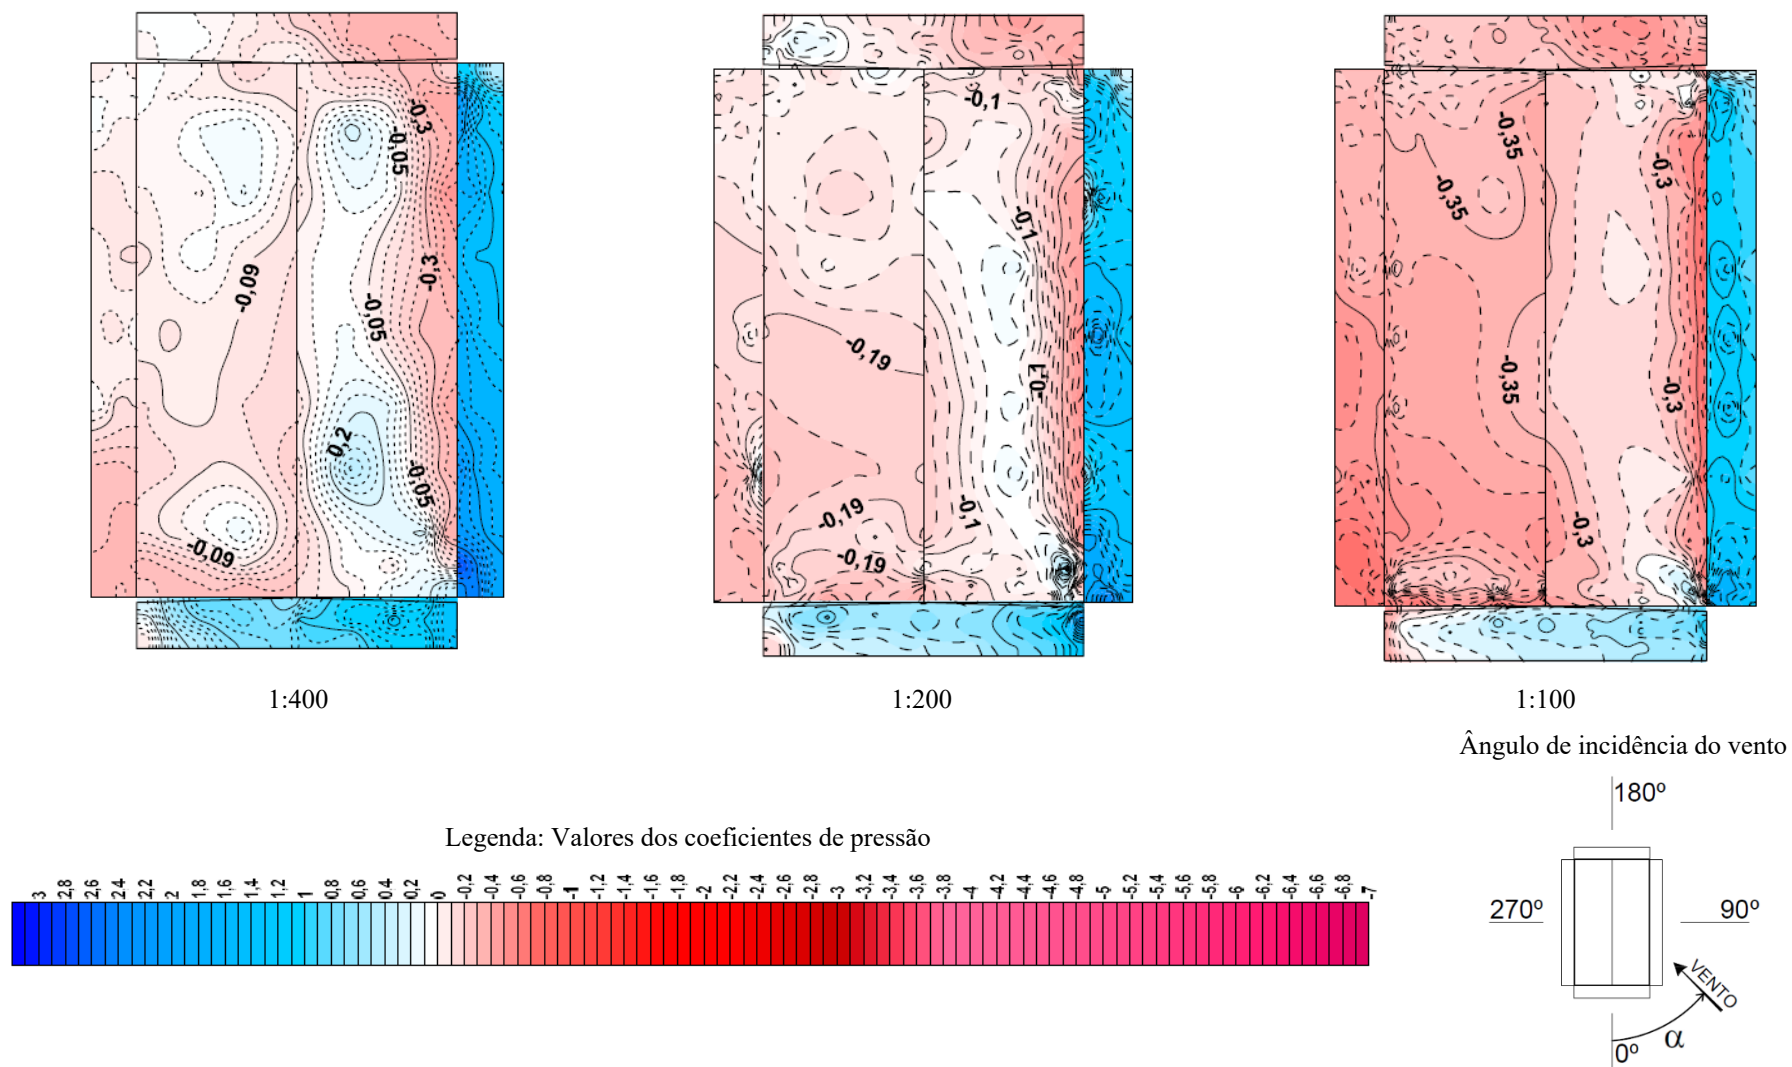 -0,3
-0,05
-0,09
-0,3
-0,05
0,2
-0,05
-0,09
-0,1
-0,1
-0,19
-0,1
-0,19
-0,1
-0,19
-0,35
-0,3
-0,35
-0,35
-0,3
-0,3
1:400
1:200
1:100
Ângulo de incidência do vento
180º
270º
90º
VENTO
α
0º
Legenda: Valores dos coeficientes de pressão
3 2,8 2,6 2,4 2,2 2 1,8 1,6 1,4 1,2 1 0,8 0,6 0,4 0,2 0 -0,2 -0,4 -0,6 -0,8 -1 -1,2 -1,4 -1,6 -1,8 -2 -2,2 -2,4 -2,6 -2,8 -3 -3,2 -3,4 -3,6 -3,8 -4 -4,2 -4,4 -4,6 -4,8 -5 -5,2 -5,4 -5,6 -5,8 -6 -6,2 -6,4 -6,6 -6,8 -7